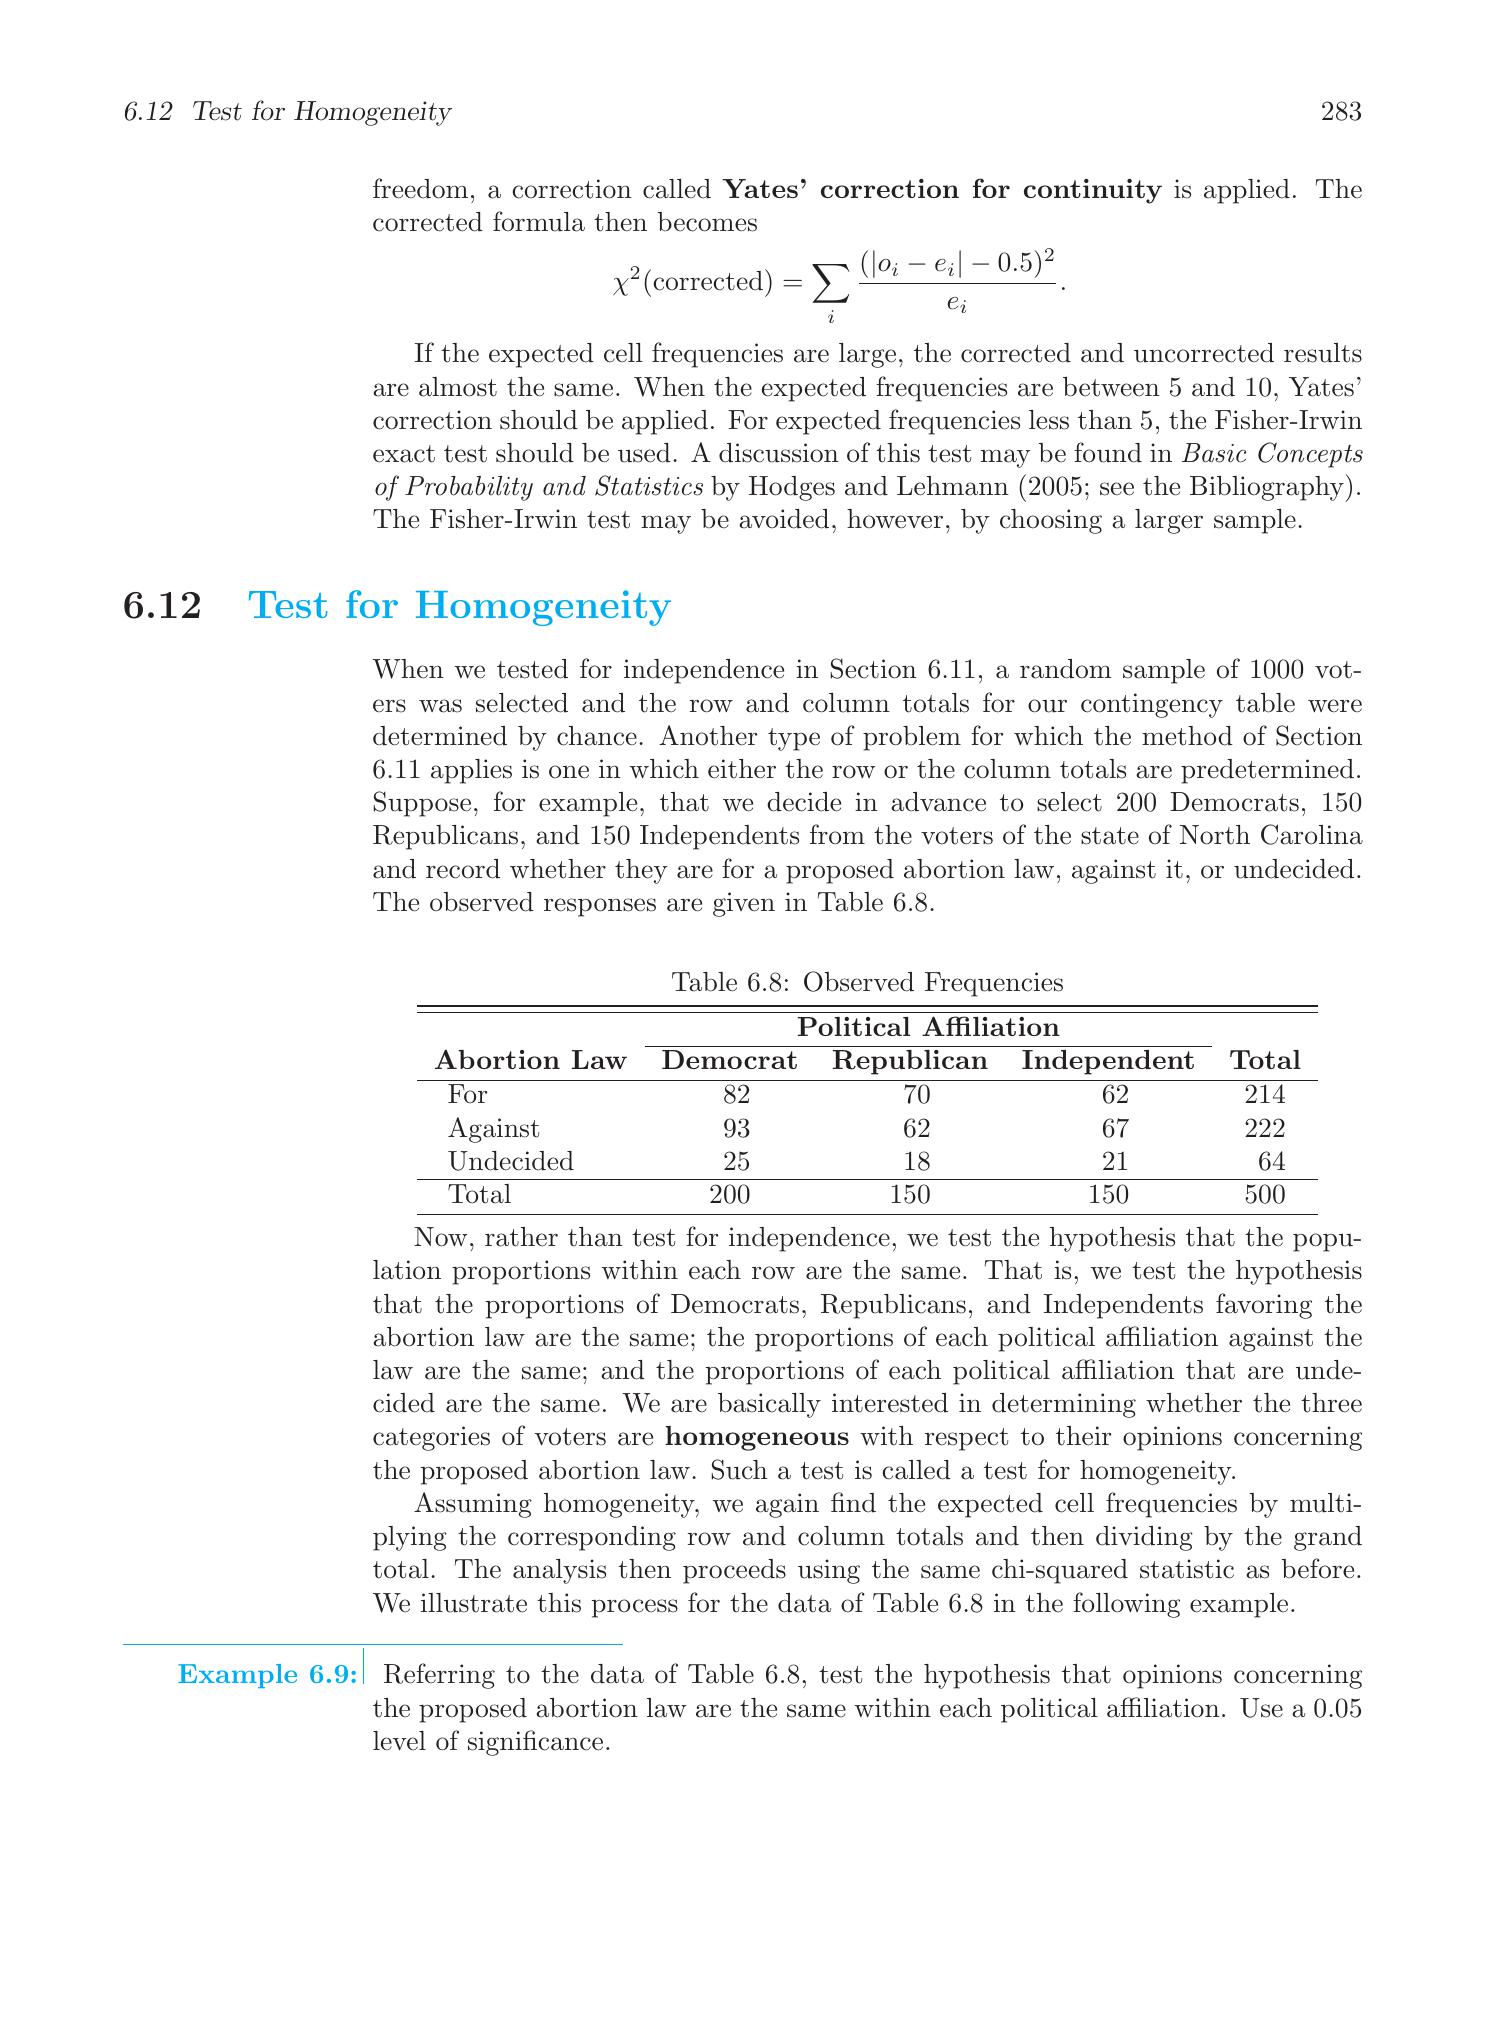 6.12 Test for Homogeneity 283
freedom, a correction called Yates’ correction for continuity is applied. The
corrected formula then becomes
χ²(corrected) = ∑ᵢ (|oᵢ − eᵢ| − 0.5)² / eᵢ.
If the expected cell frequencies are large, the corrected and uncorrected results
are almost the same. When the expected frequencies are between 5 and 10, Yates’
correction should be applied. For expected frequencies less than 5, the Fisher-Irwin
exact test should be used. A discussion of this test may be found in Basic Concepts
of Probability and Statistics by Hodges and Lehmann (2005; see the Bibliography).
The Fisher-Irwin test may be avoided, however, by choosing a larger sample.
6.12 Test for Homogeneity
When we tested for independence in Section 6.11, a random sample of 1000 vot-
ers was selected and the row and column totals for our contingency table were
determined by chance. Another type of problem for which the method of Section
6.11 applies is one in which either the row or the column totals are predetermined.
Suppose, for example, that we decide in advance to select 200 Democrats, 150
Republicans, and 150 Independents from the voters of the state of North Carolina
and record whether they are for a proposed abortion law, against it, or undecided.
The observed responses are given in Table 6.8.
Table 6.8: Observed Frequencies
Political Affiliation
Abortion Law Democrat Republican Independent Total
For 82 70 62 214
Against 93 62 67 222
Undecided 25 18 21 64
Total 200 150 150 500
Now, rather than test for independence, we test the hypothesis that the popu-
lation proportions within each row are the same. That is, we test the hypothesis
that the proportions of Democrats, Republicans, and Independents favoring the
abortion law are the same; the proportions of each political affiliation against the
law are the same; and the proportions of each political affiliation that are unde-
cided are the same. We are basically interested in determining whether the three
categories of voters are homogeneous with respect to their opinions concerning
the proposed abortion law. Such a test is called a test for homogeneity.
Assuming homogeneity, we again find the expected cell frequencies by multi-
plying the corresponding row and column totals and then dividing by the grand
total. The analysis then proceeds using the same chi-squared statistic as before.
We illustrate this process for the data of Table 6.8 in the following example.
Example 6.9: Referring to the data of Table 6.8, test the hypothesis that opinions concerning
the proposed abortion law are the same within each political affiliation. Use a 0.05
level of significance.